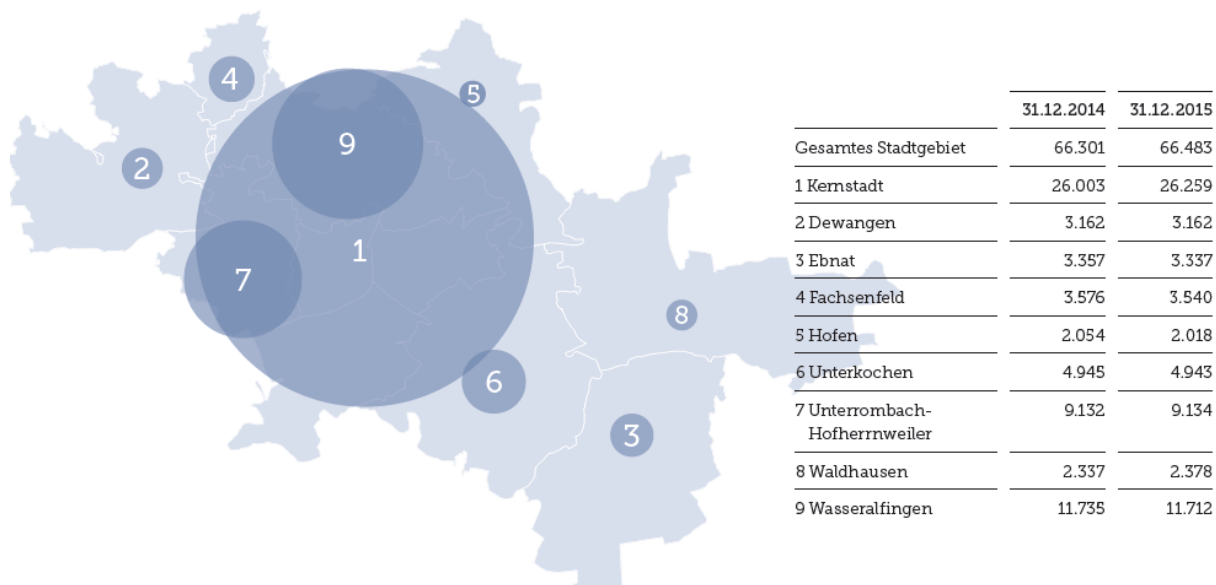 4
5
9
2
1
7
8
6
3
31.12.2014 31.12.2015
Gesamtes Stadtgebiet 66.301 66.483
1 Kernstadt 26.003 26.259
2 Dewangen 3.162 3.162
3 Ebnat 3.357 3.337
4 Fachsenfeld 3.576 3.540
5 Hofen 2.054 2.018
6 Unterkochen 4.945 4.943
7 Unterrombach- 9.132 9.134
Hofherrnweiler
8 Waldhausen 2.337 2.378
9 Wasseralfingen 11.735 11.712